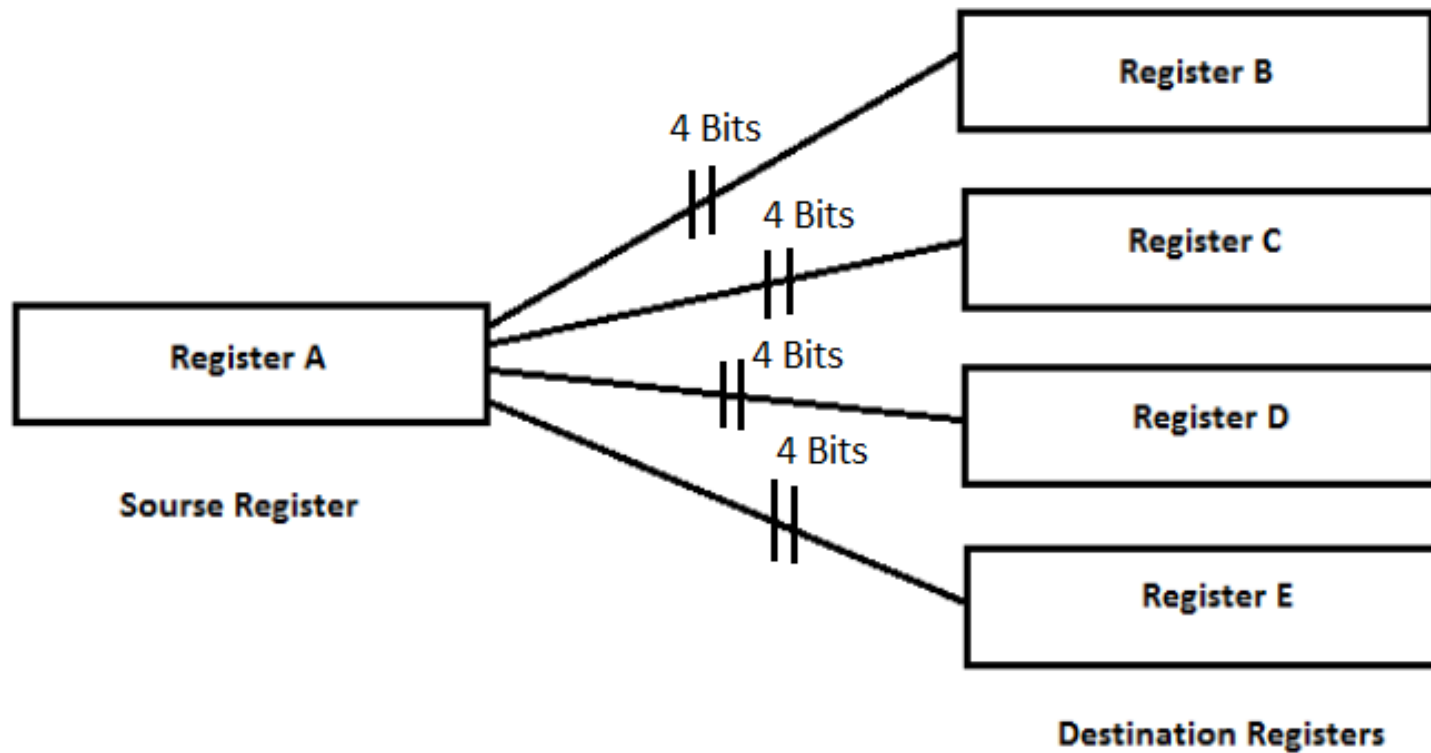 Register B
4 Bits
4 Bits
Register C
Register A
4 Bits
Register D
4 Bits
Sourse Register
Register E
Destination Registers